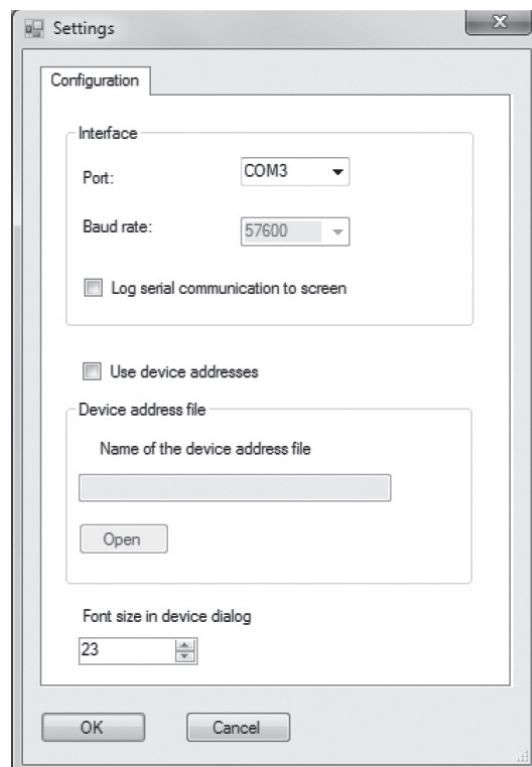 Settings
Configuration
Interface
Port:
COM3
Baud rate:
57600
Log serial communication to screen
Use device addresses
Device address file
Name of the device address file
Open
Font size in device dialog
23
OK
Cancel